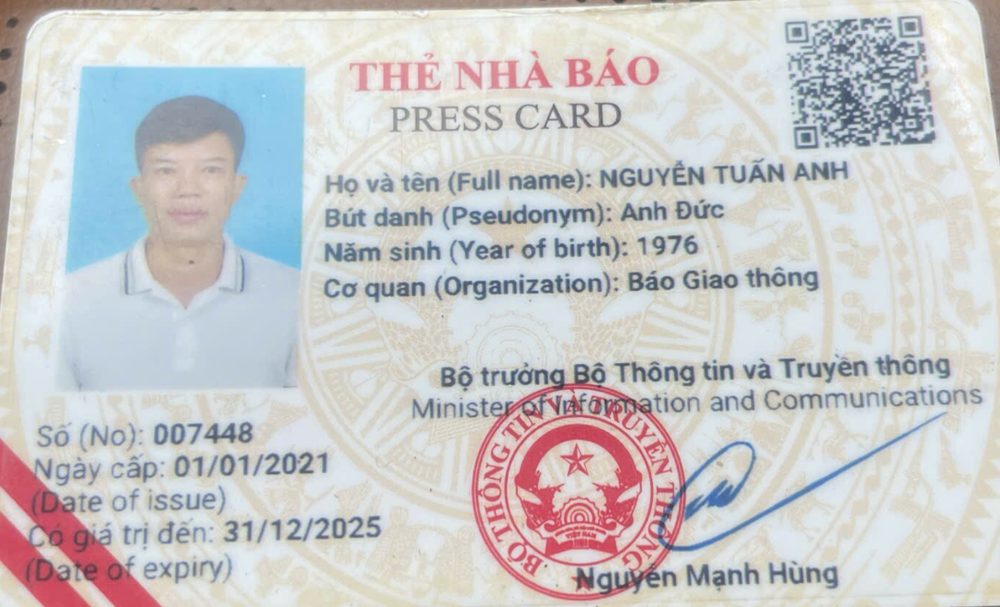 THẺ NHÀ BÁO
PRESS CARD
Họ và tên (Full name): NGUYỄN TUẤN ANH
Bút danh (Pseudonym): Anh Đức
Năm sinh (Year of birth): 1976
Cơ quan (Organization): Báo Giao thông
Bộ trưởng Bộ Thông tin và Truyền thông
Minister of Information and Communications
Số (No): 007448
Ngày cấp: 01/01/2021
(Date of issue)
Có giá trị đến: 31/12/2025
(Date of expiry)
BỘ THÔNG TIN VÀ TRUYỀN THÔNG
VIỆT NAM
Nguyễn Mạnh Hùng